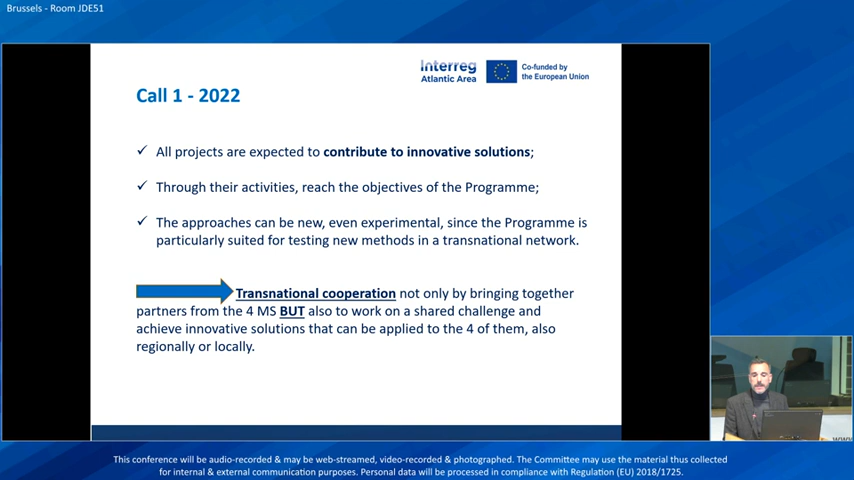 Brussels - Room JDE51
Interreg
Atlantic Area
Co-funded by
the European Union
Call 1 - 2022
✓ All projects are expected to contribute to innovative solutions;
✓ Through their activities, reach the objectives of the Programme;
✓ The approaches can be new, even experimental, since the Programme is
particularly suited for testing new methods in a transnational network.
Transnational cooperation not only by bringing together
partners from the 4 MS BUT also to work on a shared challenge and
achieve innovative solutions that can be applied to the 4 of them, also
regionally or locally.
This conference will be audio-recorded & may be web-streamed, video-recorded & photographed. The Committee may use the material thus collected
for internal & external communication purposes. Personal data will be processed in compliance with Regulation (EU) 2018/1725.